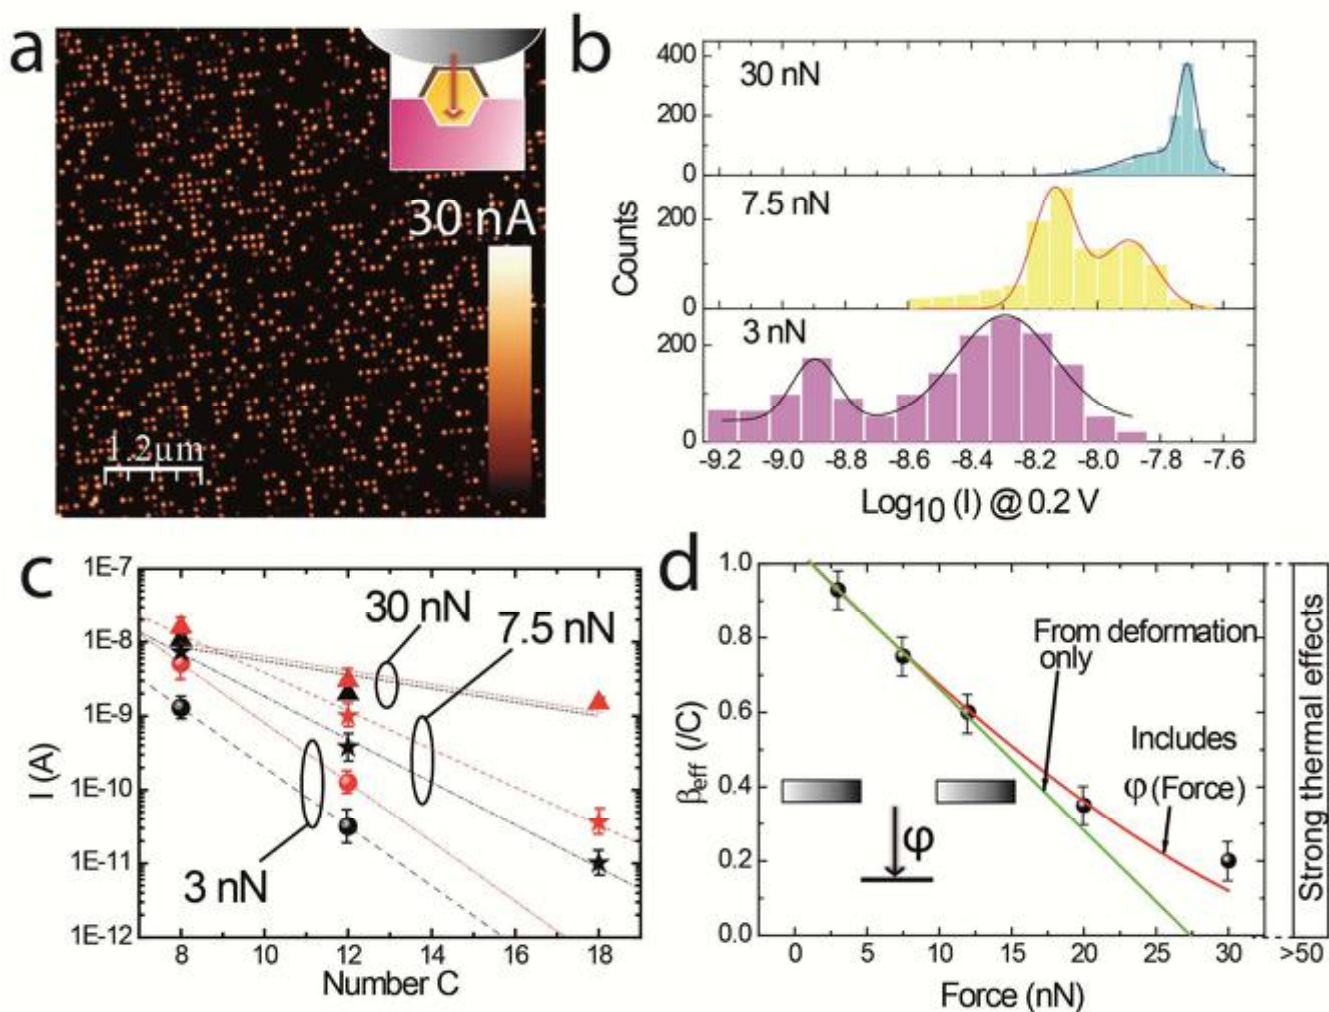 a
30 nA
1.2μm
b
400
30 nN
200
0
7.5 nN
200
0
3 nN
200
0
Counts
-9.2 -9.0 -8.8 -8.6 -8.4 -8.2 -8.0 -7.8 -7.6
Log10 (I) @ 0.2 V
c
1E-7
1E-8
1E-9
1E-10
1E-11
1E-12
I (A)
30 nN
7.5 nN
3 nN
8 10 12 14 16 18
Number C
d
1.0
0.8
0.6
0.4
0.2
0.0
βeff (/C)
From deformation
only
Includes
φ (Force)
φ
0 5 10 15 20 25 30 >50
Force (nN)
Strong thermal effects